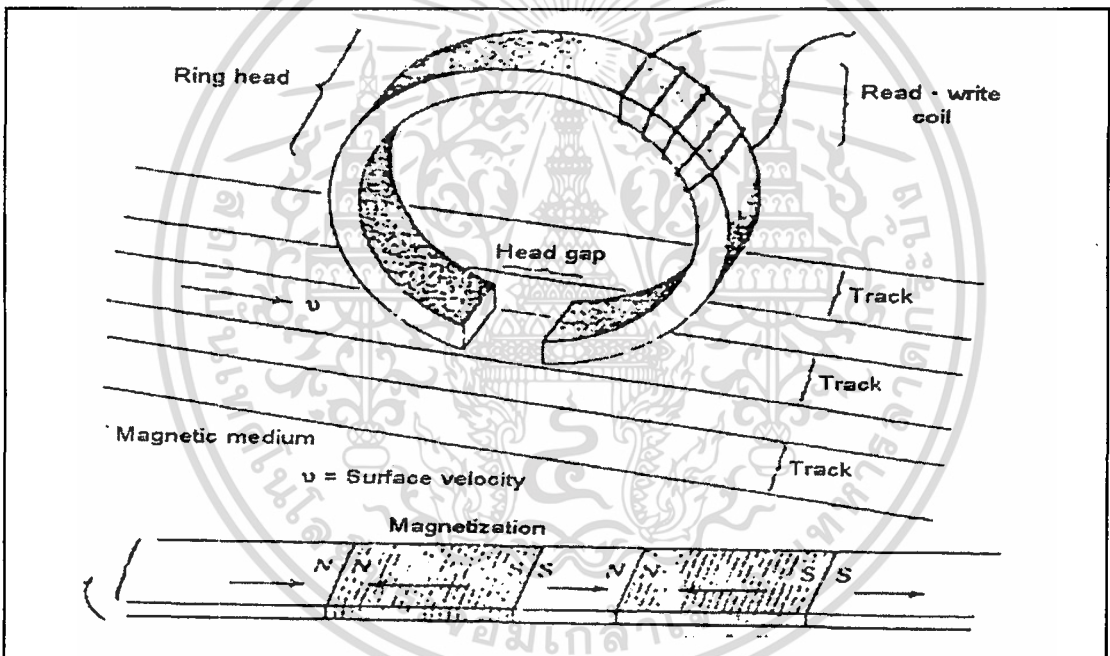 Ring head
Read - write
coil
Head gap
Track
υ
Track
Magnetic medium
Track
υ = Surface velocity
Magnetization
N N S S N N S S